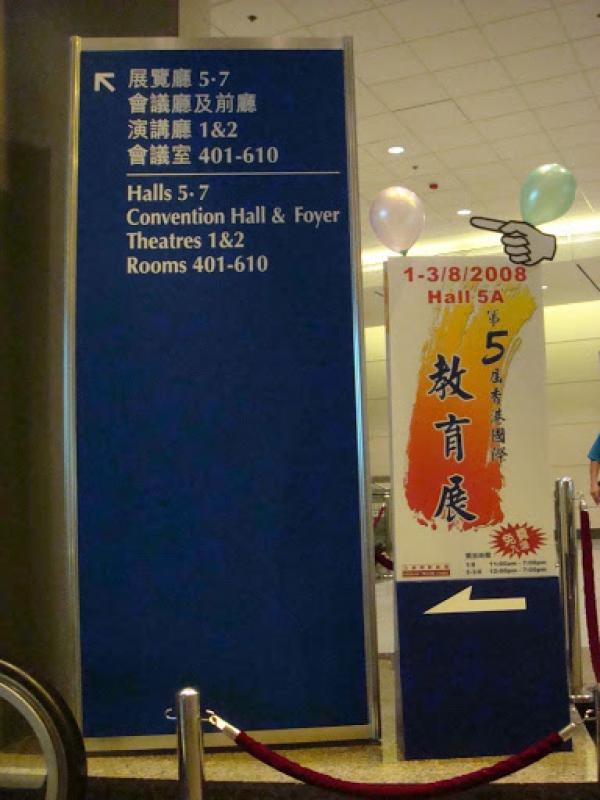 展覽廳 5·7
會議廳及前廳
演講廳 1&2
會議室 401-610
Halls 5·7
Convention Hall & Foyer
Theatres 1&2
Rooms 401-610
1-3/8/2008
Hall 5A
第5屆香港國際
教育展
免費